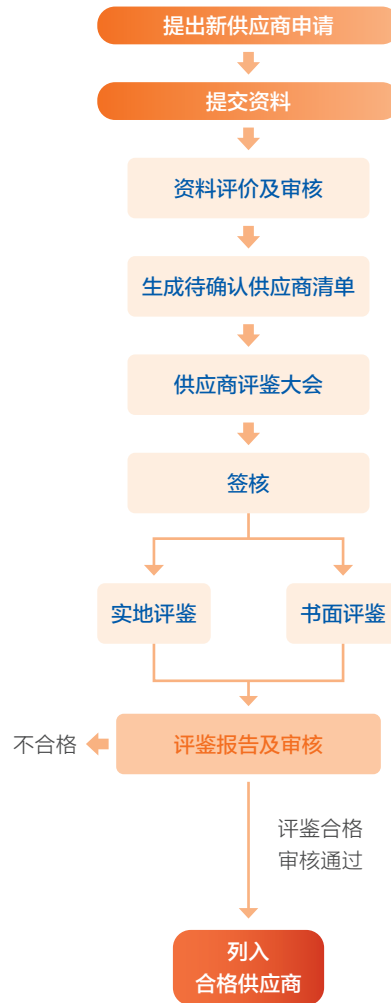 提出新供应商申请
提交资料
资料评价及审核
生成待确认供应商清单
供应商评鉴大会
签核
实地评鉴
书面评鉴
不合格
评鉴报告及审核
评鉴合格
审核通过
列入
合格供应商